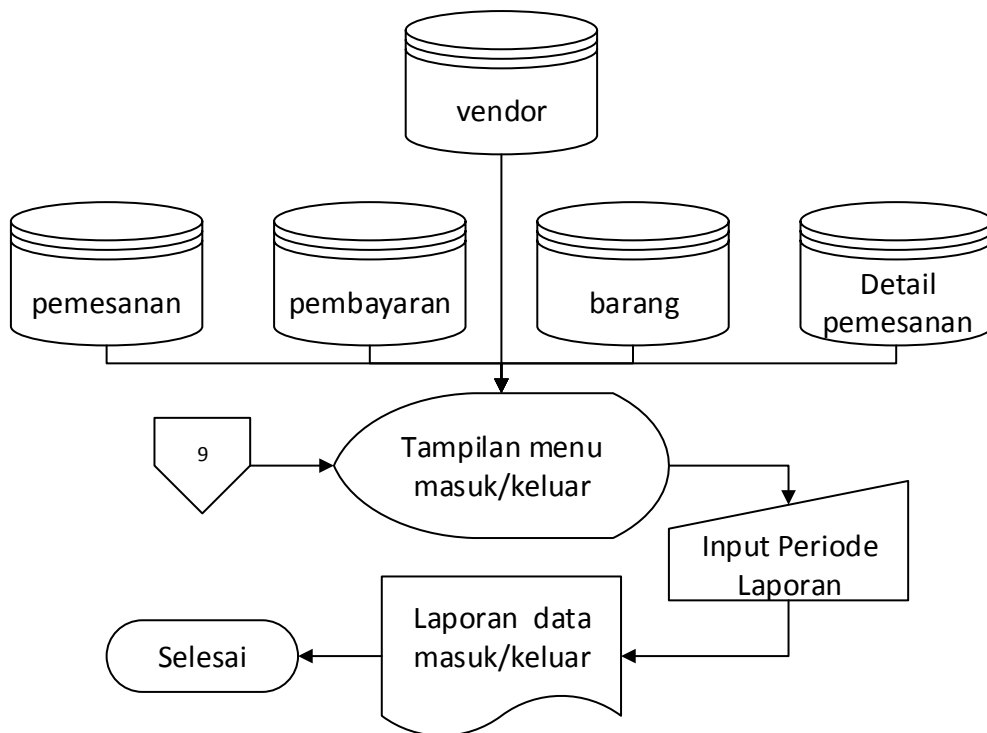 vendor
pemesanan
pembayaran
barang
Detail
pemesanan
9
Tampilan menu
masuk/keluar
Input Periode
Laporan
Laporan data
masuk/keluar
Selesai